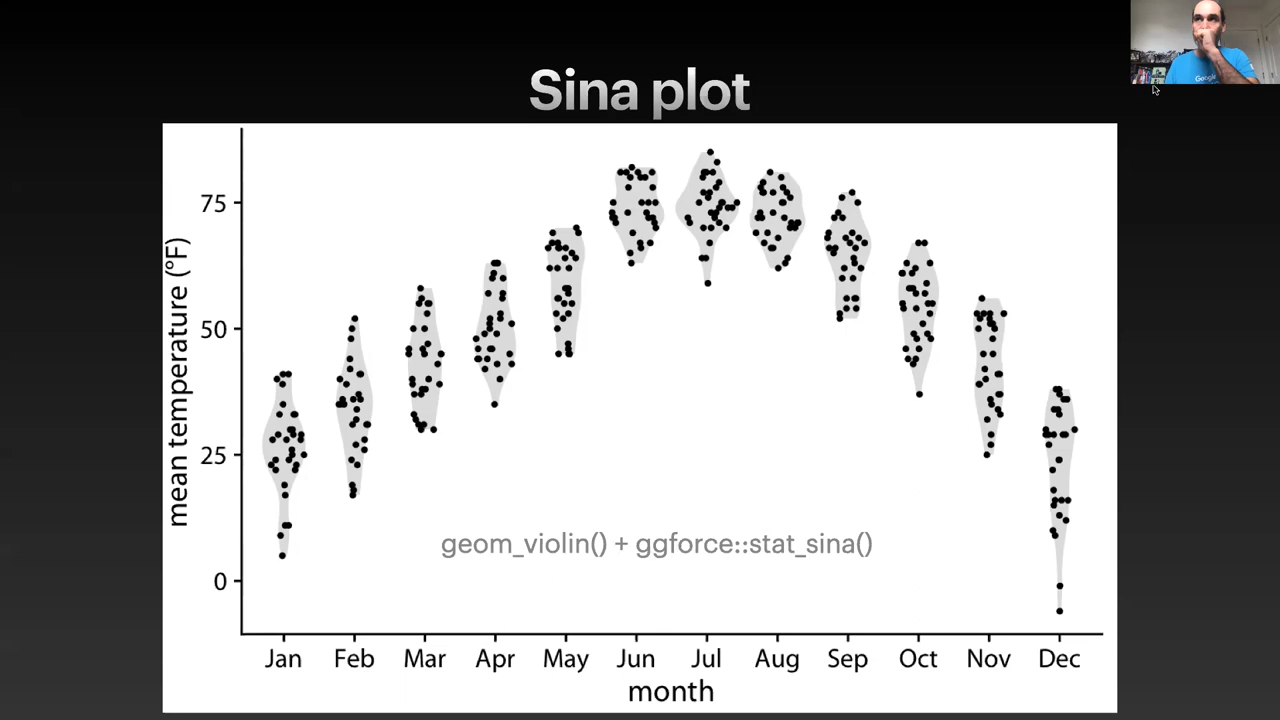 Sina plot
Google
mean temperature (°F)
75
50
25
0
geom_violin() + ggforce::stat_sina()
Jan Feb Mar Apr May Jun Jul Aug Sep Oct Nov Dec
month